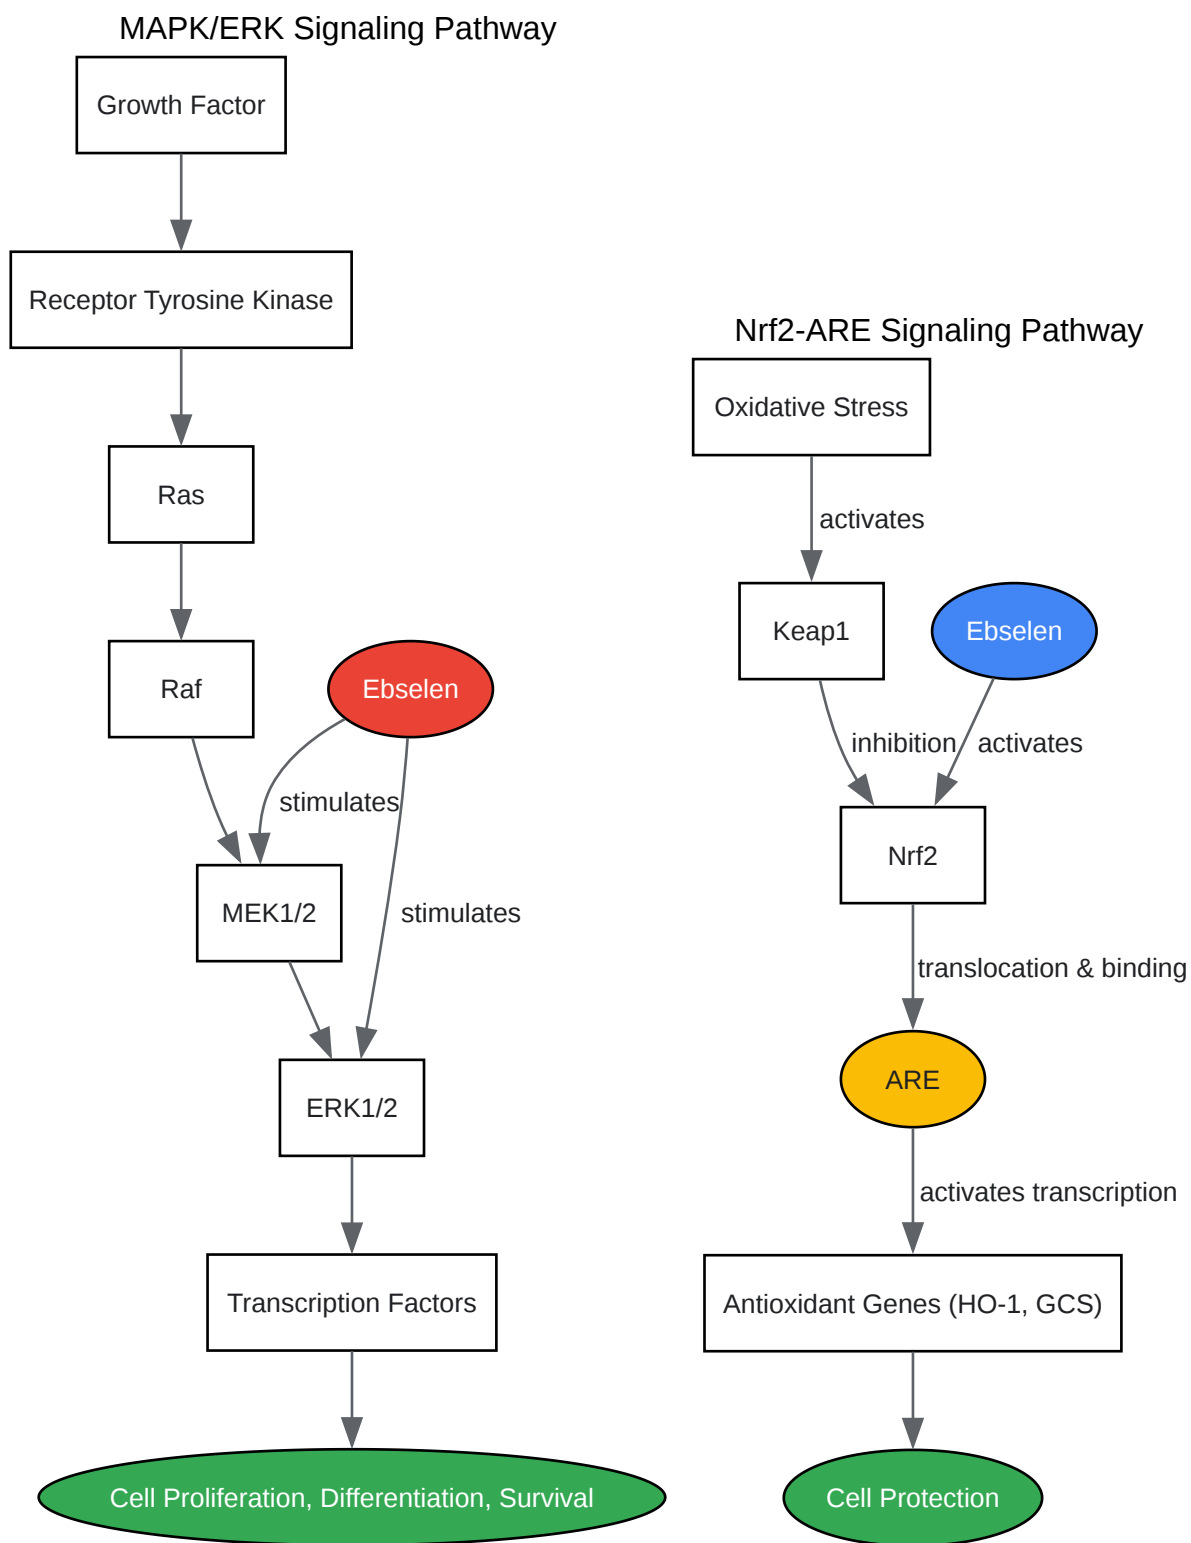 MAPK/ERK Signaling Pathway
Growth Factor
Receptor Tyrosine Kinase
Ras
Raf
Ebselen
stimulates
MEK1/2
stimulates
ERK1/2
Transcription Factors
Cell Proliferation, Differentiation, Survival
Nrf2-ARE Signaling Pathway
Oxidative Stress
activates
Keap1
Ebselen
inhibition
activates
Nrf2
translocation & binding
ARE
activates transcription
Antioxidant Genes (HO-1, GCS)
Cell Protection